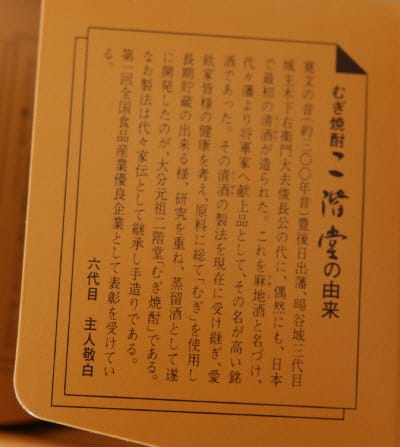 むぎ焼酎二階堂の由来
寛文の昔(約三〇〇年昔)豊後日出藩、暘谷城三代目
城主木下右衛門大夫俊長公の代に、偶然にも、日本
で最初の清酒が造られた。これを麻地酒と名づけ、
代々藩より将軍家へ献上品として、その名が高い銘
酒であった。その清酒の製法を現在に受け継ぎ、愛
飲家皆様の健康を考え、原料に総て「むぎ」を使用し
長期貯蔵の出来る様、研究を重ね、蒸留酒として遂
に開発したのが、大分元祖二階堂「むぎ焼酎」である。
なお製法は代々家伝として継承し手造りである。
第一回全国食品産業優良企業として表彰を受けてい
る。
六代目 主人敬白